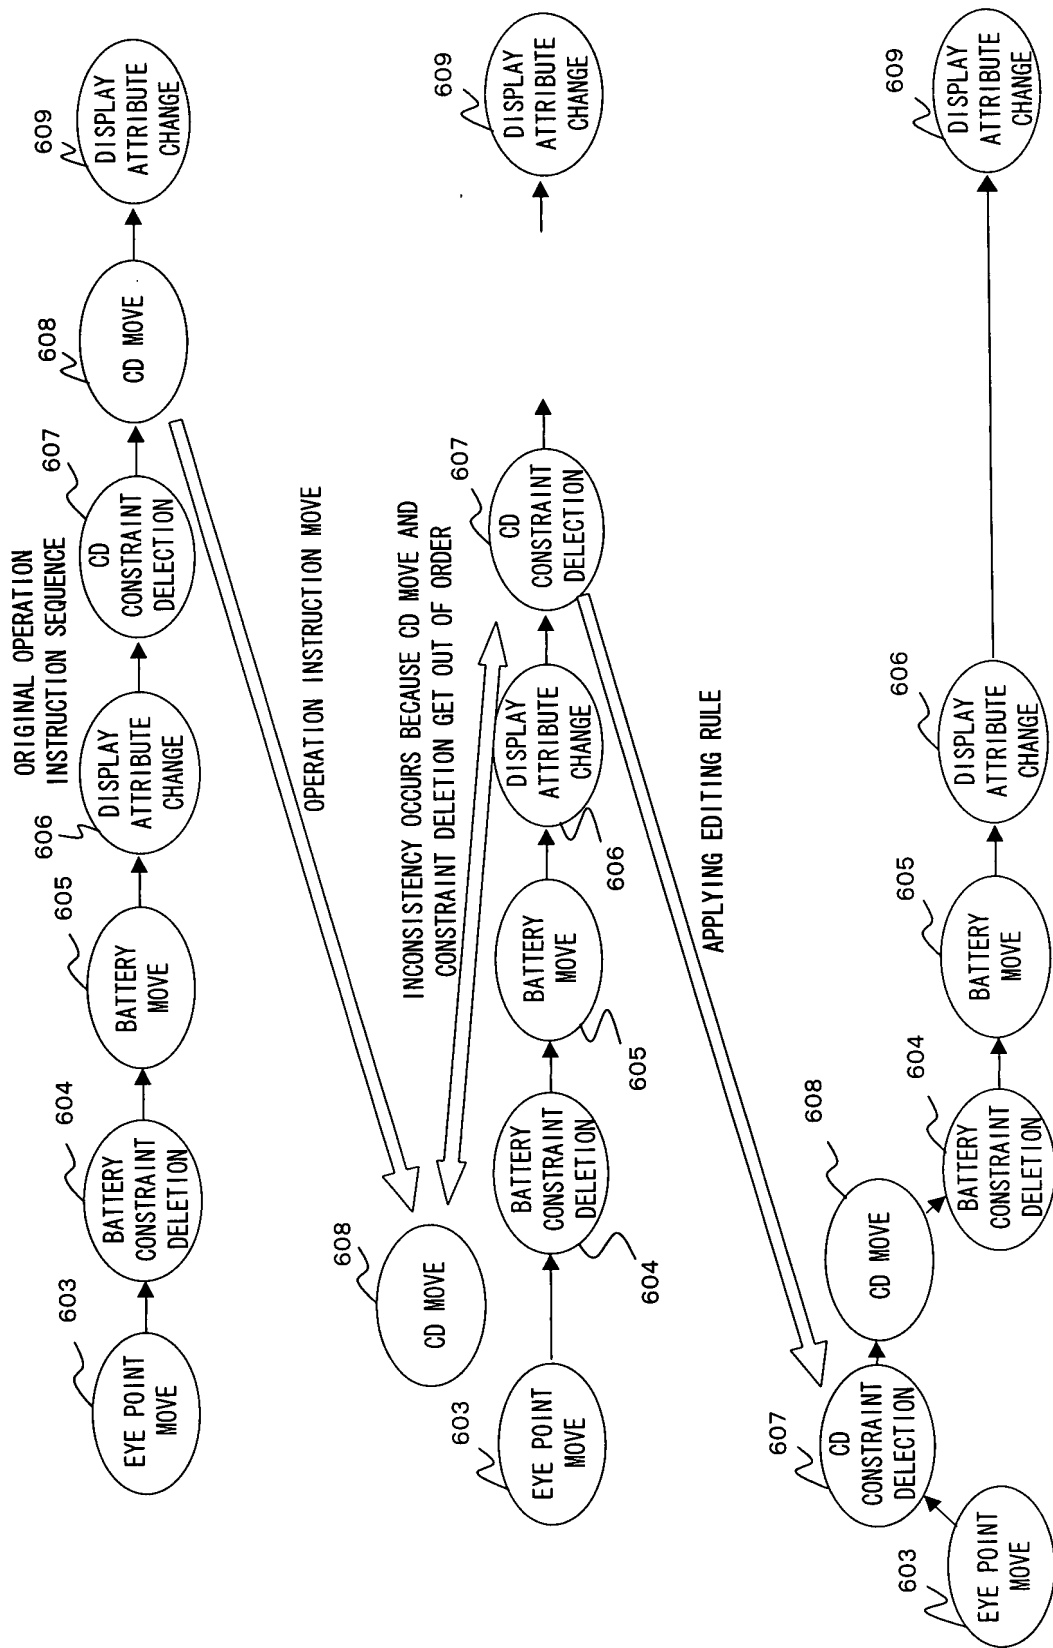 ORIGINAL OPERATION
INSTRUCTION SEQUENCE
603
EYE POINT
MOVE
604
BATTERY
CONSTRAINT
DELETION
605
BATTERY
MOVE
606
DISPLAY
ATTRIBUTE
CHANGE
607
CD
CONSTRAINT
DELECTION
608
CD MOVE
609
DISPLAY
ATTRIBUTE
CHANGE
OPERATION INSTRUCTION MOVE
608
CD MOVE
INCONSISTENCY OCCURS BECAUSE CD MOVE AND
CONSTRAINT DELETION GET OUT OF ORDER
603
EYE POINT
MOVE
BATTERY
CONSTRAINT
DELETION
604
BATTERY
MOVE
605
DISPLAY
ATTRIBUTE
CHANGE
606
607
CD
CONSTRAINT
DELECTION
609
DISPLAY
ATTRIBUTE
CHANGE
APPLYING EDITING RULE
603
EYE POINT
MOVE
607
CD
CONSTRAINT
DELECTION
608
CD MOVE
604
BATTERY
CONSTRAINT
DELETION
605
BATTERY
MOVE
606
DISPLAY
ATTRIBUTE
CHANGE
609
DISPLAY
ATTRIBUTE
CHANGE